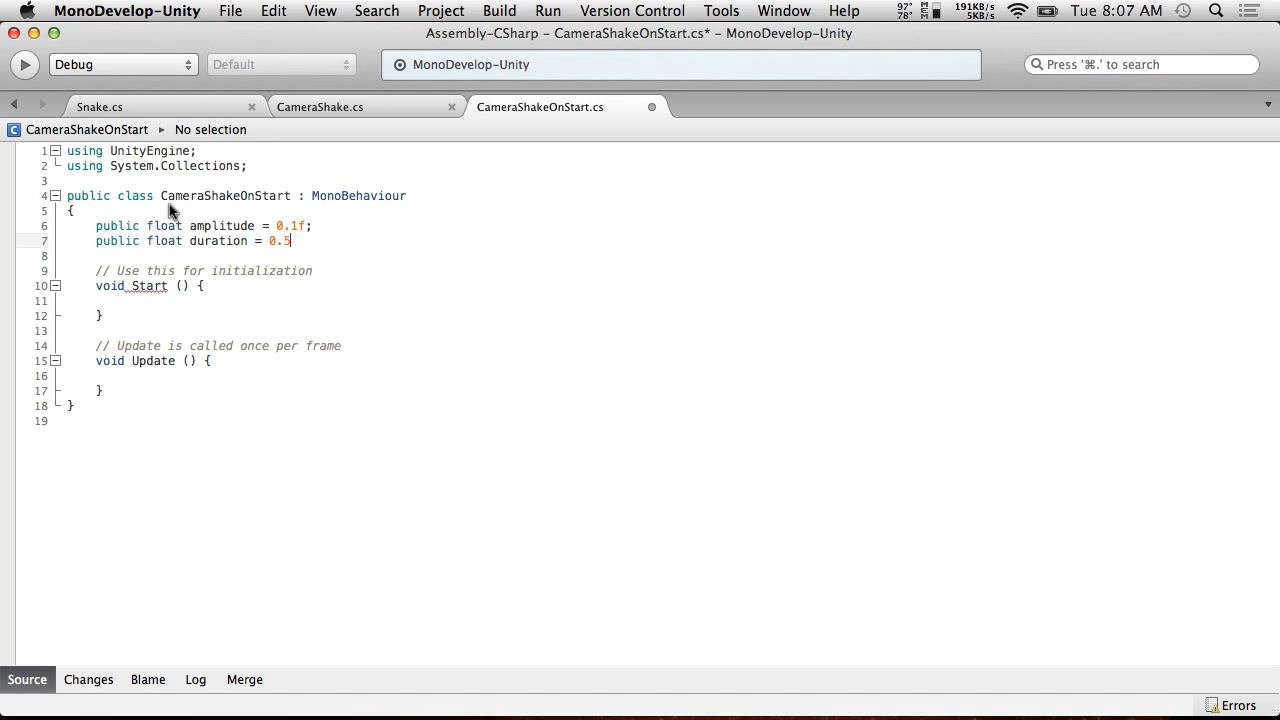 MonoDevelop-Unity File Edit View Search Project Build Run Version Control Tools Window Help 97° 78° MEM 191KB/s 5KB/s Tue 8:07 AM
Assembly-CSharp – CameraShakeOnStart.cs* – MonoDevelop-Unity
Debug Default MonoDevelop-Unity Press '⌘.' to search
Snake.cs CameraShake.cs CameraShakeOnStart.cs
C CameraShakeOnStart ▸ No selection
1 using UnityEngine;
2 using System.Collections;
3
4 public class CameraShakeOnStart : MonoBehaviour
5 {
6 public float amplitude = 0.1f;
7 public float duration = 0.5
8
9 // Use this for initialization
10 void Start () {
11
12 }
13
14 // Update is called once per frame
15 void Update () {
16
17 }
18 }
19
Source Changes Blame Log Merge
Errors